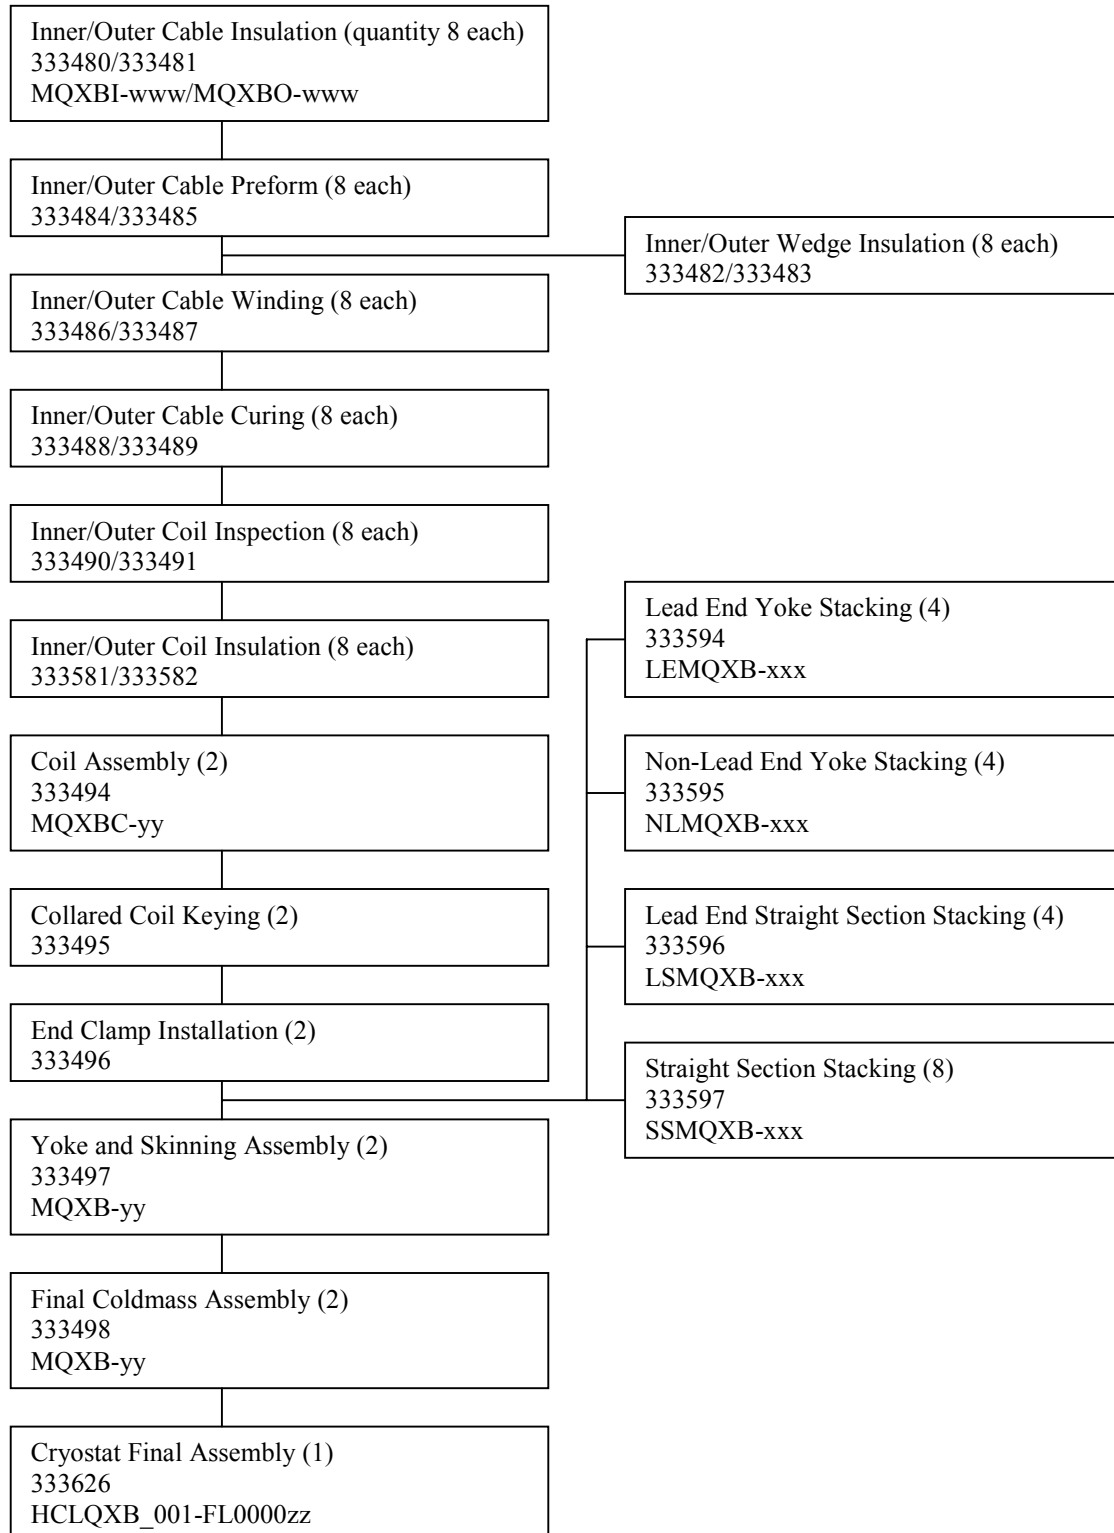 Inner/Outer Cable Insulation (quantity 8 each)
333480/333481
MQXBI-www/MQXBO-www
Inner/Outer Cable Preform (8 each)
333484/333485
Inner/Outer Wedge Insulation (8 each)
333482/333483
Inner/Outer Cable Winding (8 each)
333486/333487
Inner/Outer Cable Curing (8 each)
333488/333489
Inner/Outer Coil Inspection (8 each)
333490/333491
Inner/Outer Coil Insulation (8 each)
333581/333582
Coil Assembly (2)
333494
MQXBC-yy
Collared Coil Keying (2)
333495
End Clamp Installation (2)
333496
Lead End Yoke Stacking (4)
333594
LEMQXB-xxx
Non-Lead End Yoke Stacking (4)
333595
NLMQXB-xxx
Lead End Straight Section Stacking (4)
333596
LSMQXB-xxx
Straight Section Stacking (8)
333597
SSMQXB-xxx
Yoke and Skinning Assembly (2)
333497
MQXB-yy
Final Coldmass Assembly (2)
333498
MQXB-yy
Cryostat Final Assembly (1)
333626
HCLQXB_001-FL0000zz